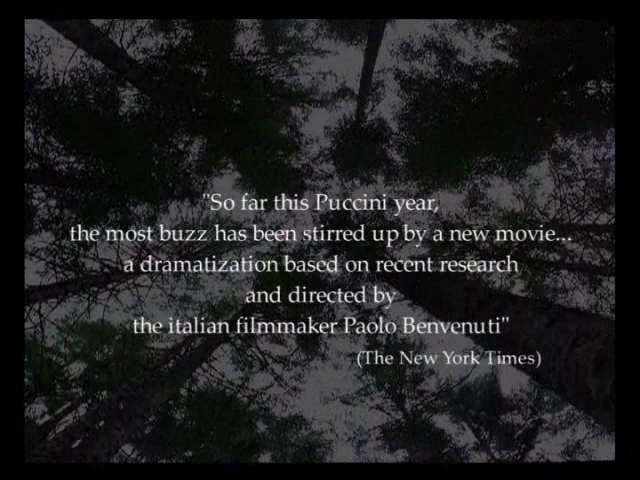 "So far this Puccini year,
the most buzz has been stirred up by a new movie...
a dramatization based on recent research
and directed by
the italian filmmaker Paolo Benvenuti"
(The New York Times)